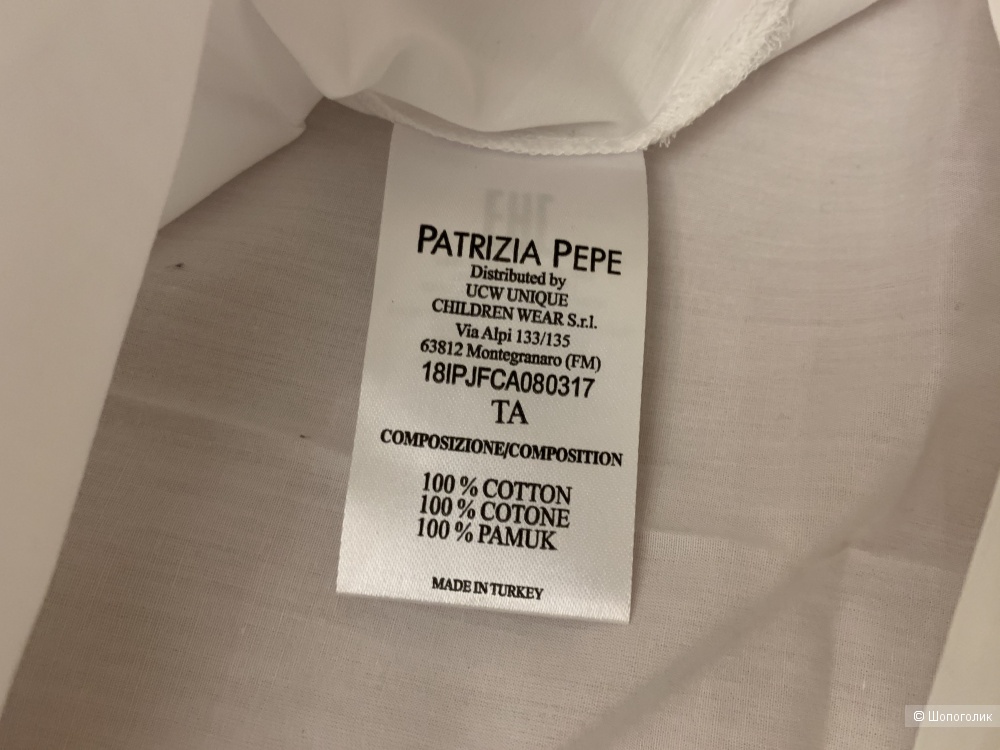 PATRIZIA PEPE
Distributed by
UCW UNIQUE
CHILDREN WEAR S.r.l.
Via Alpi 133/135
63812 Montegranaro (FM)
18IPJFCA080317
TA
COMPOSIZIONE/COMPOSITION
100 % COTTON
100 % COTONE
100 % PAMUK
MADE IN TURKEY
© Шопоголик